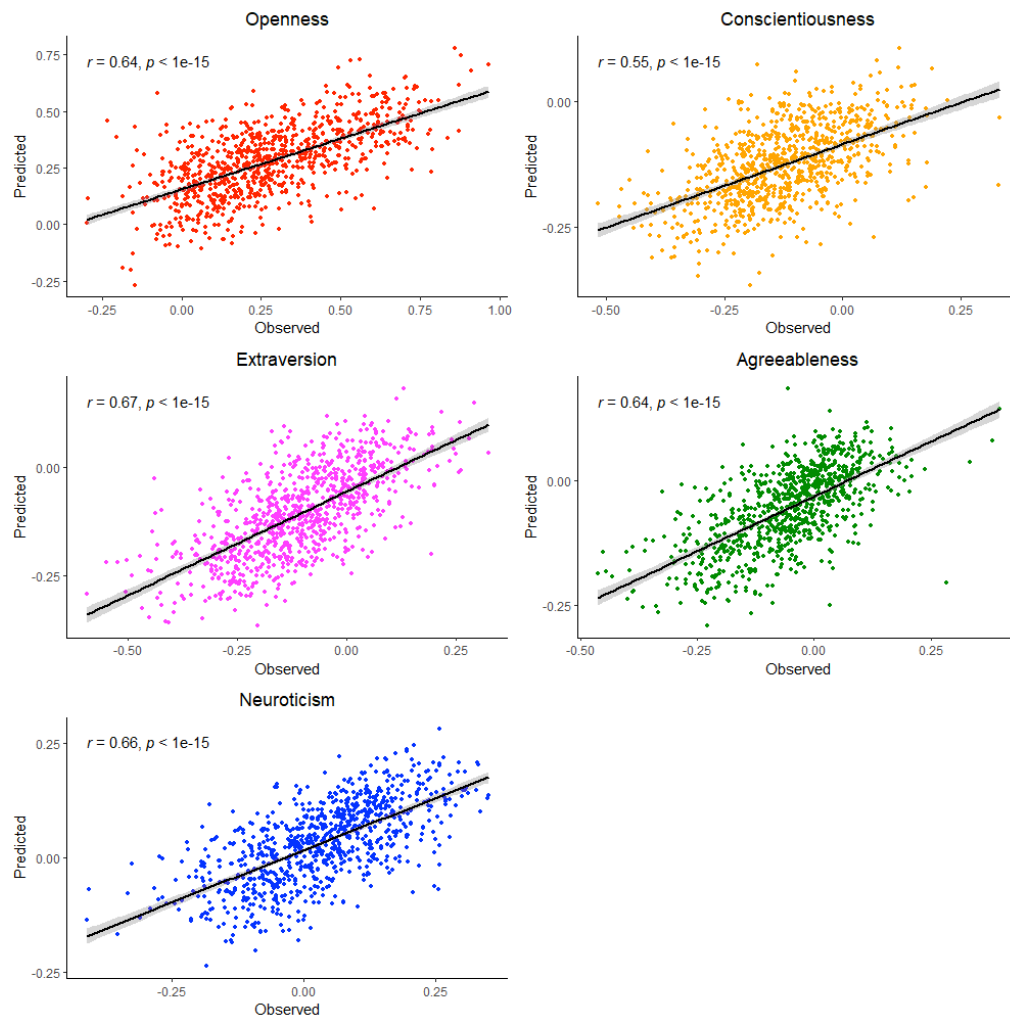 Openness
r = 0.64, p < 1e-15
0.75
0.50
0.25
0.00
-0.25
Predicted
-0.25 0.00 0.25 0.50 0.75 1.00
Observed
Conscientiousness
r = 0.55, p < 1e-15
0.00
-0.25
Predicted
-0.50 -0.25 0.00 0.25
Observed
Extraversion
r = 0.67, p < 1e-15
0.00
-0.25
Predicted
-0.50 -0.25 0.00 0.25
Observed
Agreeableness
r = 0.64, p < 1e-15
0.00
-0.25
Predicted
-0.50 -0.25 0.00 0.25
Observed
Neuroticism
r = 0.66, p < 1e-15
0.25
0.00
-0.25
Predicted
-0.25 0.00 0.25
Observed